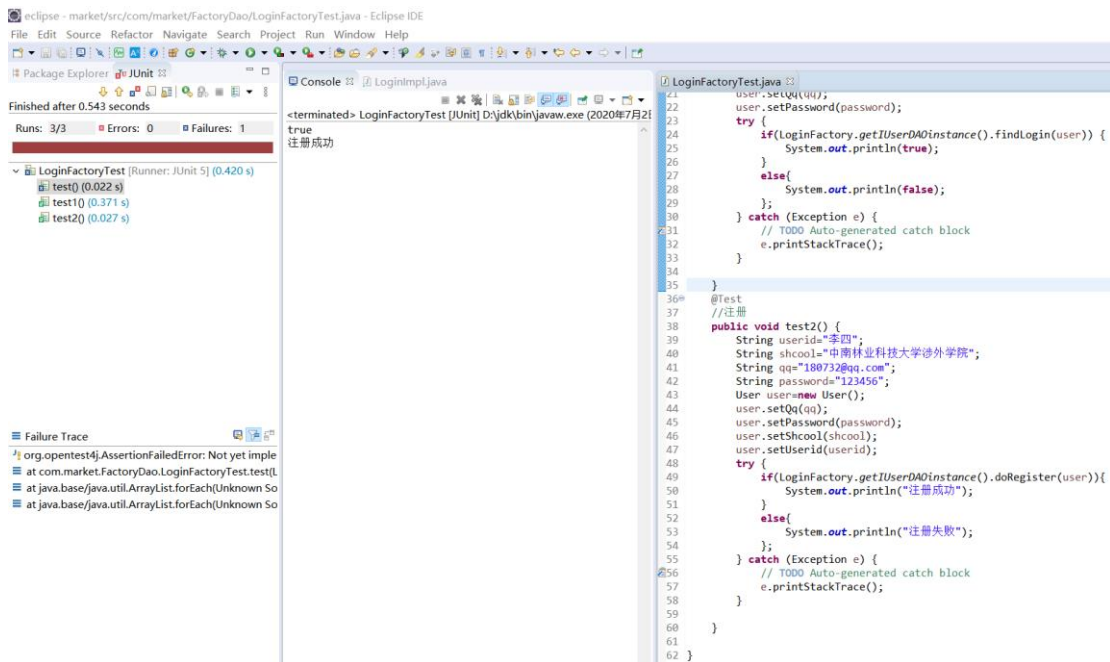 eclipse - market/src/com/market/FactoryDao/LoginFactoryTest.java - Eclipse IDE
File Edit Source Refactor Navigate Search Project Run Window Help
Package Explorer JUnit
Finished after 0.543 seconds
Runs: 3/3 Errors: 0 Failures: 1
LoginFactoryTest [Runner: JUnit 5] (0.420 s)
test() (0.022 s)
test1() (0.371 s)
test2() (0.027 s)
Failure Trace
org.opentest4j.AssertionFailedError: Not yet imple
at com.market.FactoryDao.LoginFactoryTest.test(L
at java.base/java.util.ArrayList.forEach(Unknown So
at java.base/java.util.ArrayList.forEach(Unknown So
Console LoginImpl.java
<terminated> LoginFactoryTest [JUnit] D:\jdk\bin\javaw.exe (2020年7月2
true
注册成功
LoginFactoryTest.java
21 user.setQq(qq);
22 user.setPassword(password);
23 try {
24 if(LoginFactory.getIUserDAOinstance().findLogin(user)) {
25 System.out.println(true);
26 }
27 else{
28 System.out.println(false);
29 };
30 } catch (Exception e) {
31 // TODO Auto-generated catch block
32 e.printStackTrace();
33 }
34
35 }
36 @Test
37 //注册
38 public void test2() {
39 String userid="李四";
40 String shcool="中南林业科技大学涉外学院";
41 String qq="180732@qq.com";
42 String password="123456";
43 User user=new User();
44 user.setQq(qq);
45 user.setPassword(password);
46 user.setShcool(shcool);
47 user.setUserid(userid);
48 try {
49 if(LoginFactory.getIUserDAOinstance().doRegister(user)){
50 System.out.println("注册成功");
51 }
52 else{
53 System.out.println("注册失败");
54 };
55 } catch (Exception e) {
56 // TODO Auto-generated catch block
57 e.printStackTrace();
58 }
59
60 }
61
62 }